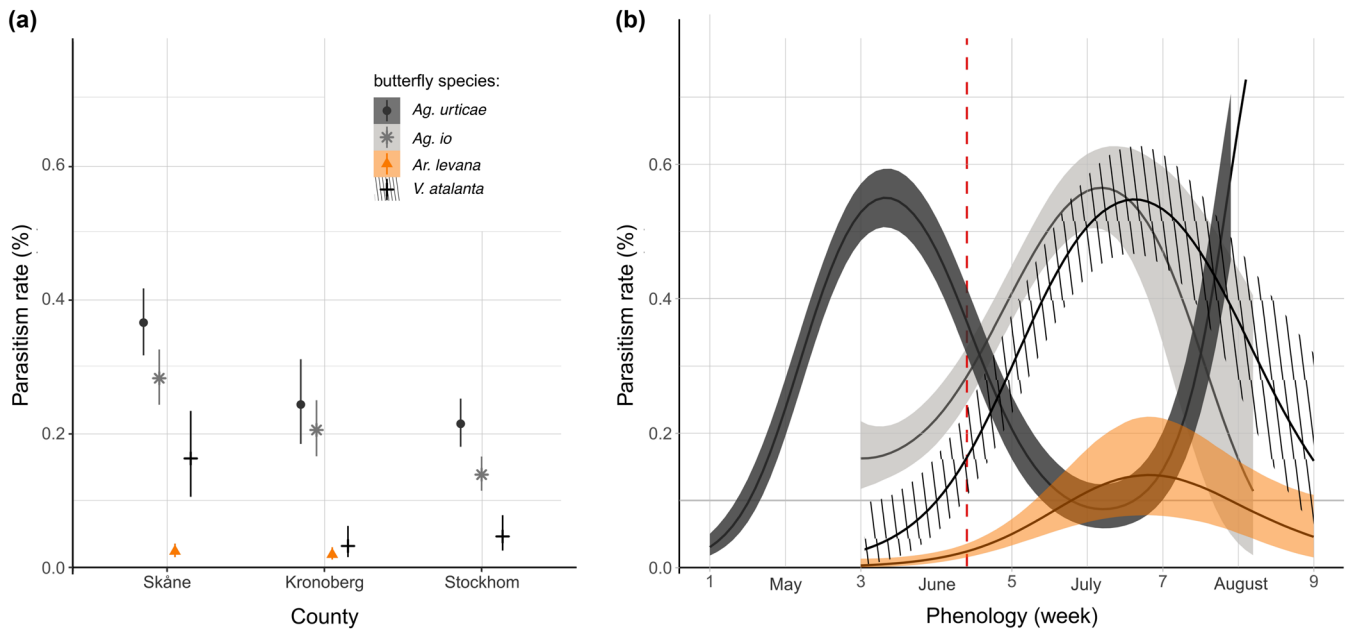 (a)
Parasitism rate (%)
0.6
0.4
0.2
0.0
butterfly species:
Ag. urticae
Ag. io
Ar. levana
V. atalanta
Skåne Kronoberg Stockhom
County
(b)
Parasitism rate (%)
0.6
0.4
0.2
0.0
1 May 3 June 5 July 7 August 9
Phenology (week)